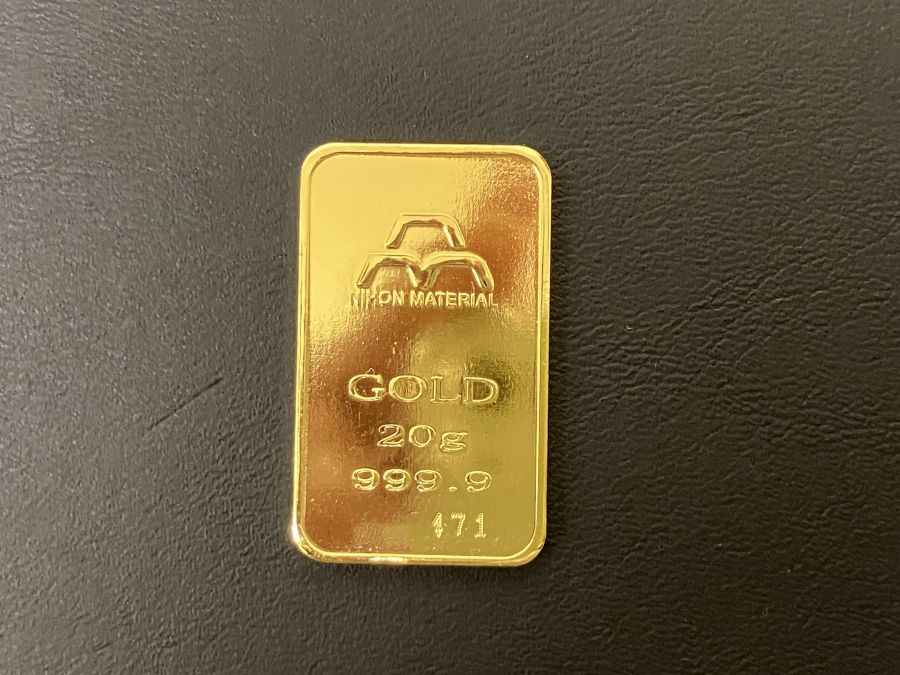 NIHON MATERIAL
GOLD
20g
999.9
471